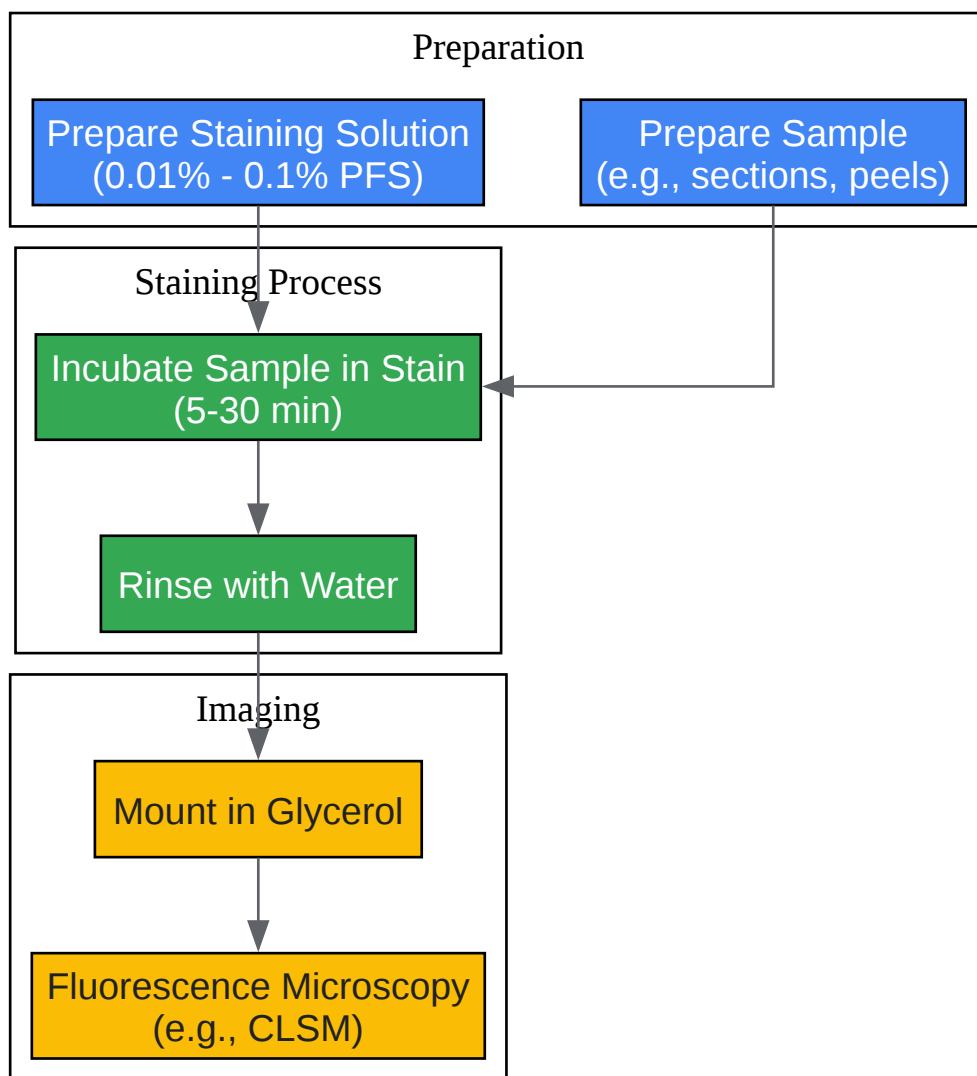 Preparation
Prepare Staining Solution
(0.01% - 0.1% PFS)
Prepare Sample
(e.g., sections, peels)
Staining Process
Incubate Sample in Stain
(5-30 min)
Rinse with Water
Imaging
Mount in Glycerol
Fluorescence Microscopy
(e.g., CLSM)